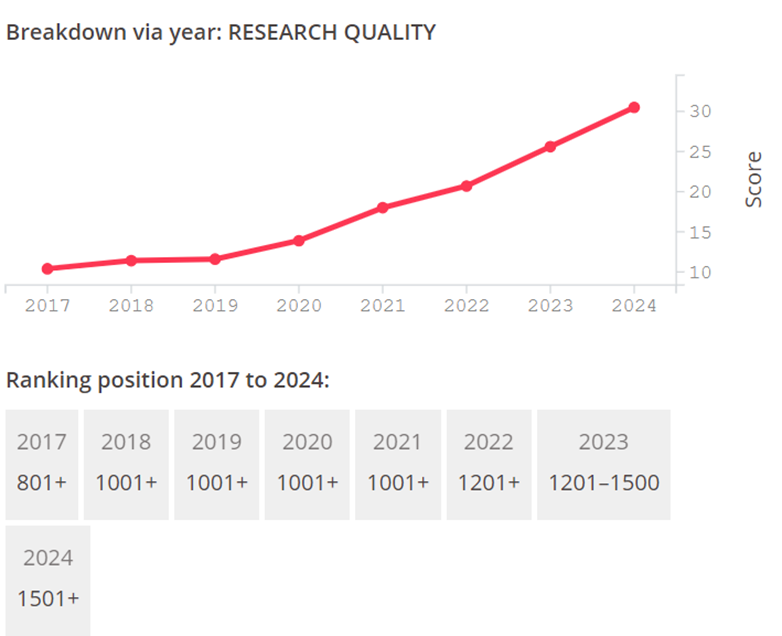 Breakdown via year: RESEARCH QUALITY
30
25
20
15
10
Score
2017 2018 2019 2020 2021 2022 2023 2024
Ranking position 2017 to 2024:
2017 2018 2019 2020 2021 2022 2023
801+ 1001+ 1001+ 1001+ 1001+ 1201+ 1201–1500
2024
1501+